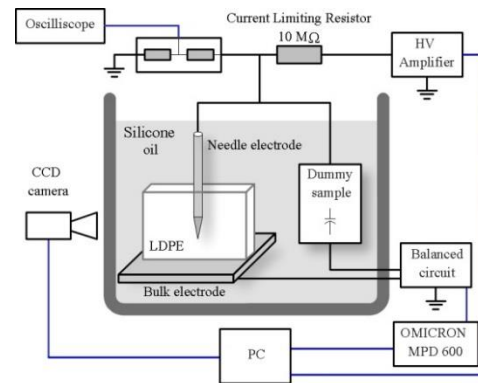 Oscilliscope
Current Limiting Resistor
10 MΩ
HV
Amplifier
Silicone
oil
Needle electrode
CCD
camera
Dummy
sample
LDPE
Balanced
circuit
Bulk electrode
OMICRON
MPD 600
PC